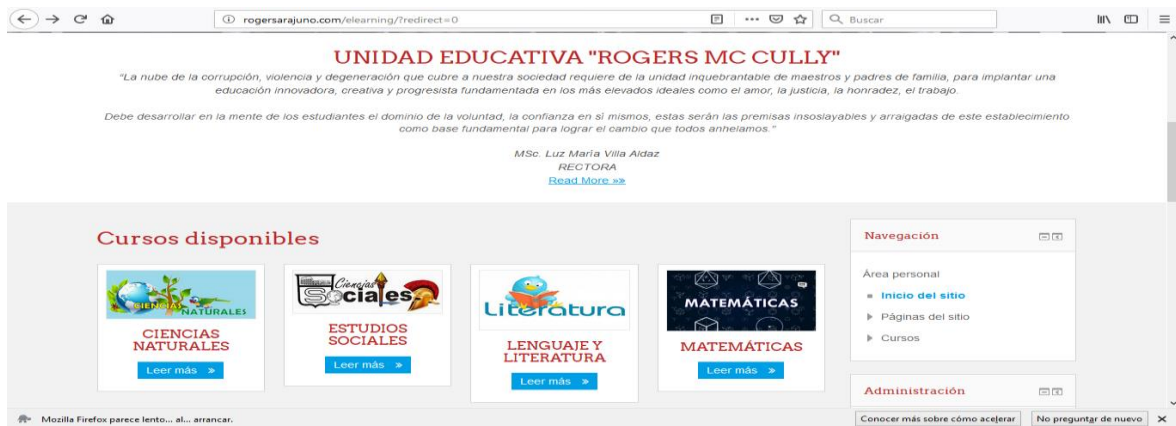 rogersarajuno.com/elearning/?redirect=0
Buscar
UNIDAD EDUCATIVA "ROGERS MC CULLY"
"La nube de la corrupción, violencia y degeneración que cubre a nuestra sociedad requiere de la unidad inquebrantable de maestros y padres de familia, para implantar una
educación innovadora, creativa y progresista fundamentada en los más elevados ideales como el amor, la justicia, la honradez, el trabajo.
Debe desarrollar en la mente de los estudiantes el dominio de la voluntad, la confianza en sì mismos, estas seràn las premisas insoslayables y arraigadas de este establecimiento
como base fundamental para lograr el cambio que todos anhelamos."
MSc. Luz María Villa Aldaz
RECTORA
Read More »»
Cursos disponibles
CIENCIAS
NATURALES
CIENCIAS
NATURALES
Leer más »
Ciencias
Sociales
ESTUDIOS
SOCIALES
Leer más »
Literatura
LENGUAJE Y
LITERATURA
Leer más »
MATEMÁTICAS
MATEMÁTICAS
Leer más »
Navegación
Área personal
Inicio del sitio
Páginas del sitio
Cursos
Administración
Mozilla Firefox parece lento... al... arrancar.
Conocer más sobre cómo acelerar
No preguntar de nuevo